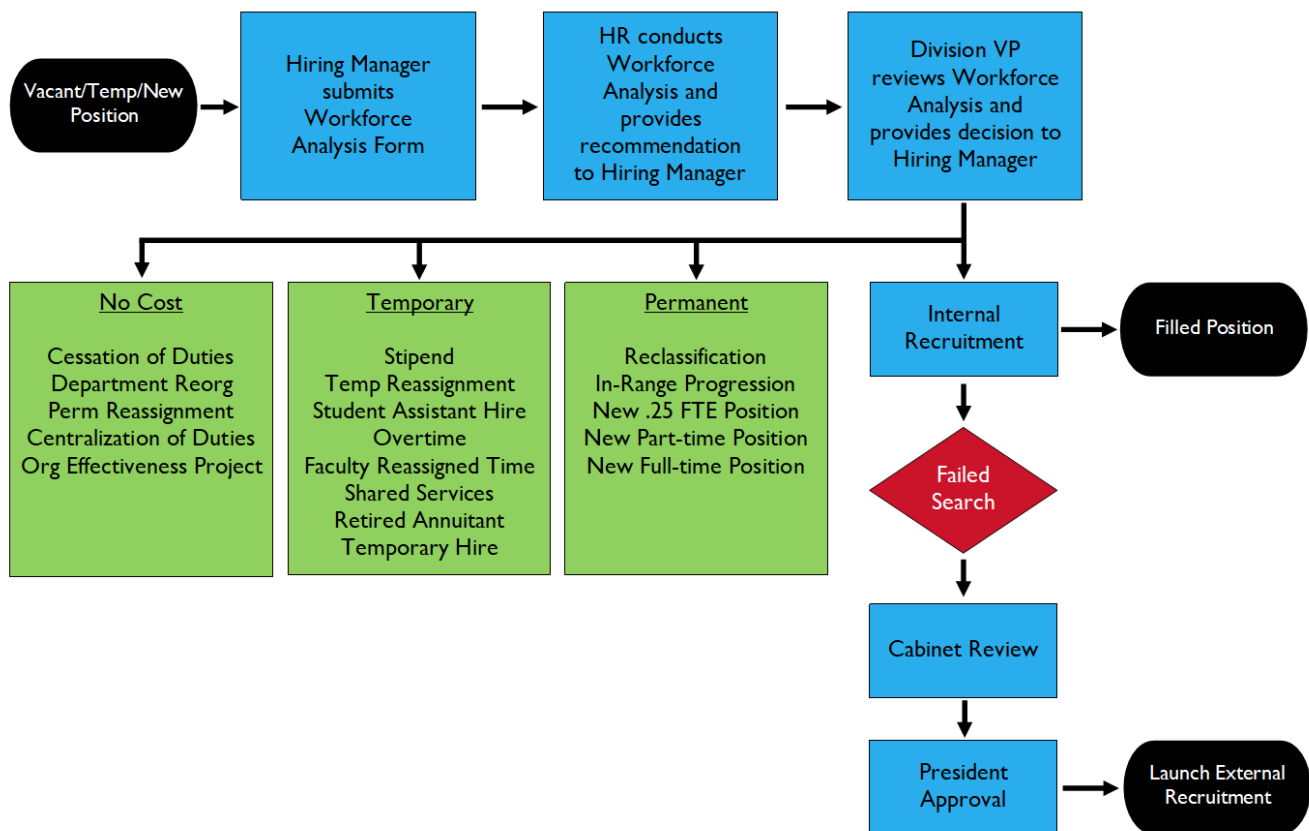 Vacant/Temp/New
Position
Hiring Manager
submits
Workforce
Analysis Form
HR conducts
Workforce
Analysis and
provides
recommendation
to Hiring Manager
Division VP
reviews Workforce
Analysis and
provides decision to
Hiring Manager
No Cost
Cessation of Duties
Department Reorg
Perm Reassignment
Centralization of Duties
Org Effectiveness Project
Temporary
Stipend
Temp Reassignment
Student Assistant Hire
Overtime
Faculty Reassigned Time
Shared Services
Retired Annuitant
Temporary Hire
Permanent
Reclassification
In-Range Progression
New .25 FTE Position
New Part-time Position
New Full-time Position
Internal
Recruitment
Filled Position
Failed
Search
Cabinet Review
President
Approval
Launch External
Recruitment